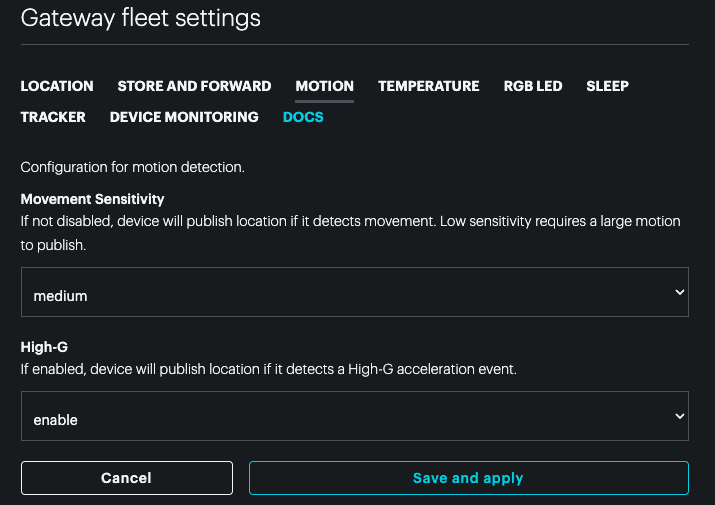 Gateway fleet settings
LOCATION STORE AND FORWARD MOTION TEMPERATURE RGB LED SLEEP
TRACKER DEVICE MONITORING DOCS
Configuration for motion detection.
Movement Sensitivity
If not disabled, device will publish location if it detects movement. Low sensitivity requires a large motion
to publish.
medium
High-G
If enabled, device will publish location if it detects a High-G acceleration event.
enable
Cancel Save and apply